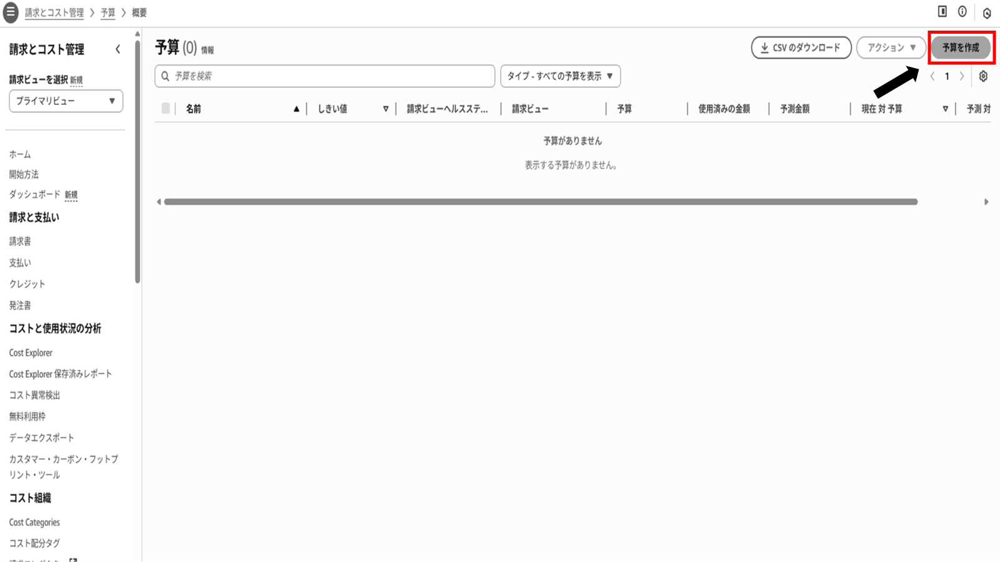 請求とコスト管理 > 予算 > 概要
請求とコスト管理
請求ビューを選択 新規
プライマリビュー
ホーム
開始方法
ダッシュボード 新規
請求と支払い
請求書
支払い
クレジット
発注書
コストと使用状況の分析
Cost Explorer
Cost Explorer 保存済みレポート
コスト異常検出
無料利用枠
データエクスポート
カスタマー・カーボン・フットプ
リント・ツール
コスト組織
Cost Categories
コスト配分タグ
予算 (0) 情報
CSV のダウンロード
アクション
予算を作成
予算を検索
タイプ - すべての予算を表示
1
名前
しきい値
請求ビューヘルスステ...
請求ビュー
予算
使用済みの金額
予測金額
現在 対 予算
予測 対
予算がありません
表示する予算がありません。